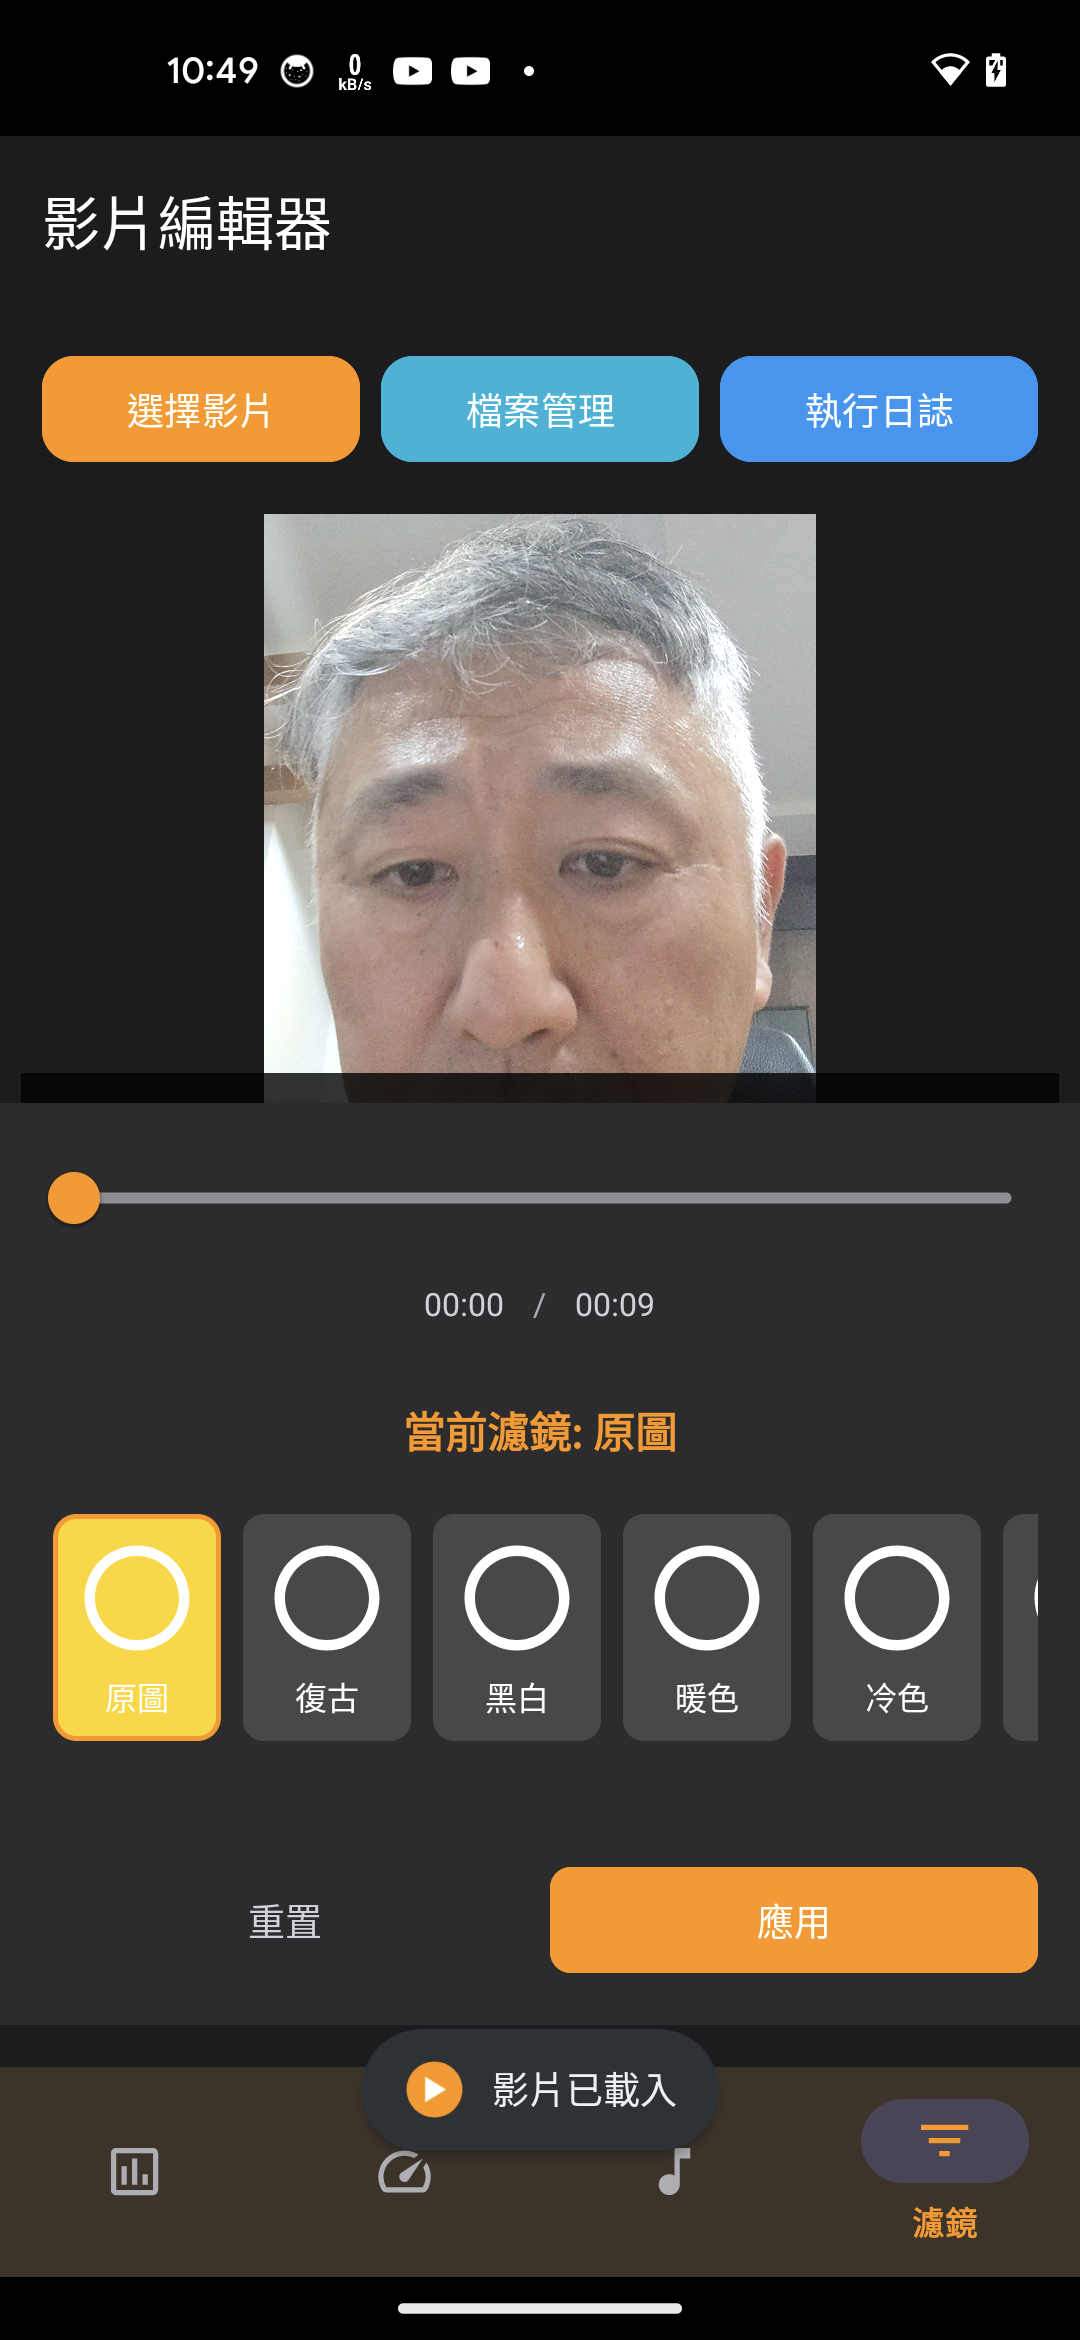 10:49
0
kB/s
影片編輯器
選擇影片
檔案管理
執行日誌
00:00 / 00:09
當前濾鏡: 原圖
原圖
復古
黑白
暖色
冷色
重置
應用
影片已載入
濾鏡